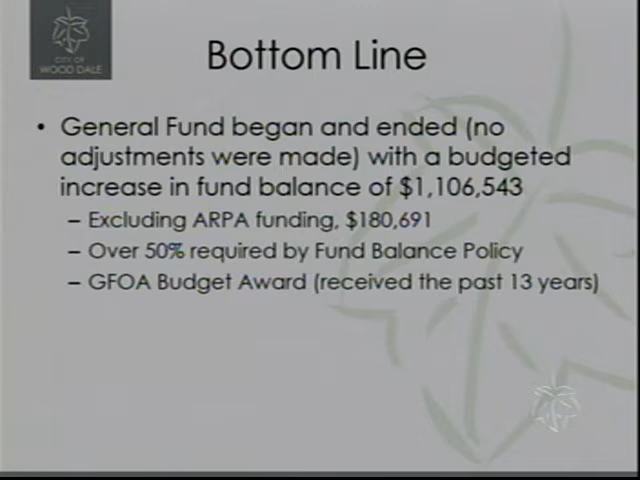 CITY OF
WOOD DALE
Bottom Line
• General Fund began and ended (no
adjustments were made) with a budgeted
increase in fund balance of $1,106,543
– Excluding ARPA funding, $180,691
– Over 50% required by Fund Balance Policy
– GFOA Budget Award (received the past 13 years)